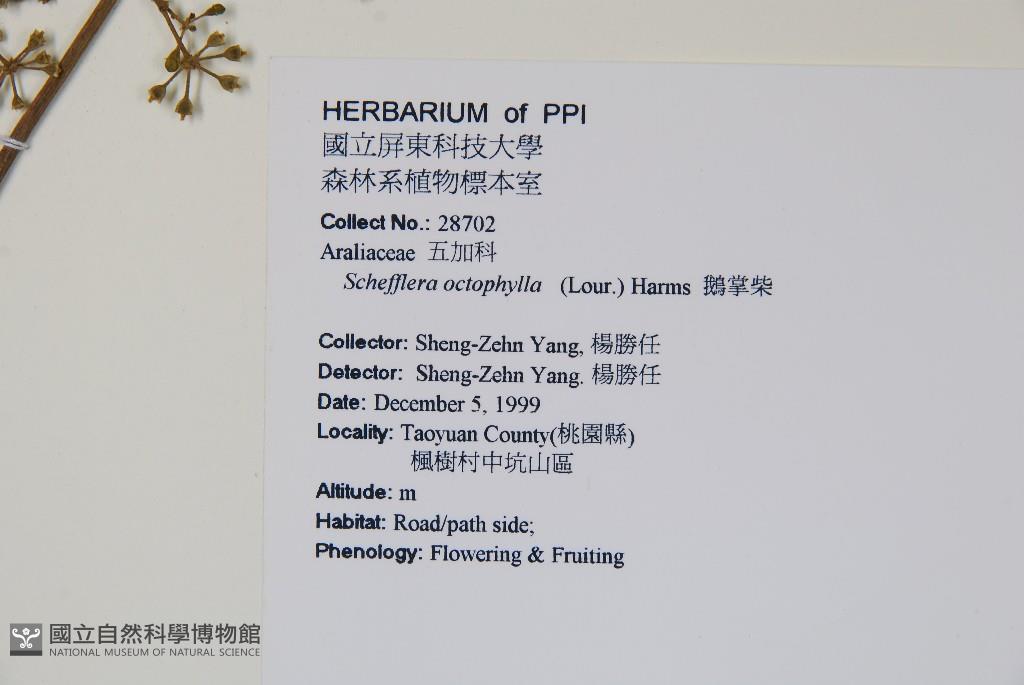 HERBARIUM of PPI
國立屏東科技大學
森林系植物標本室
Collect No.: 28702
Araliaceae 五加科
Schefflera octophylla (Lour.) Harms 鵝掌柴
Collector: Sheng-Zehn Yang, 楊勝任
Detector: Sheng-Zehn Yang. 楊勝任
Date: December 5, 1999
Locality: Taoyuan County(桃園縣)
楓樹村中坑山區
Altitude: m
Habitat: Road/path side;
Phenology: Flowering & Fruiting
國立自然科學博物館
NATIONAL MUSEUM OF NATURAL SCIENCE